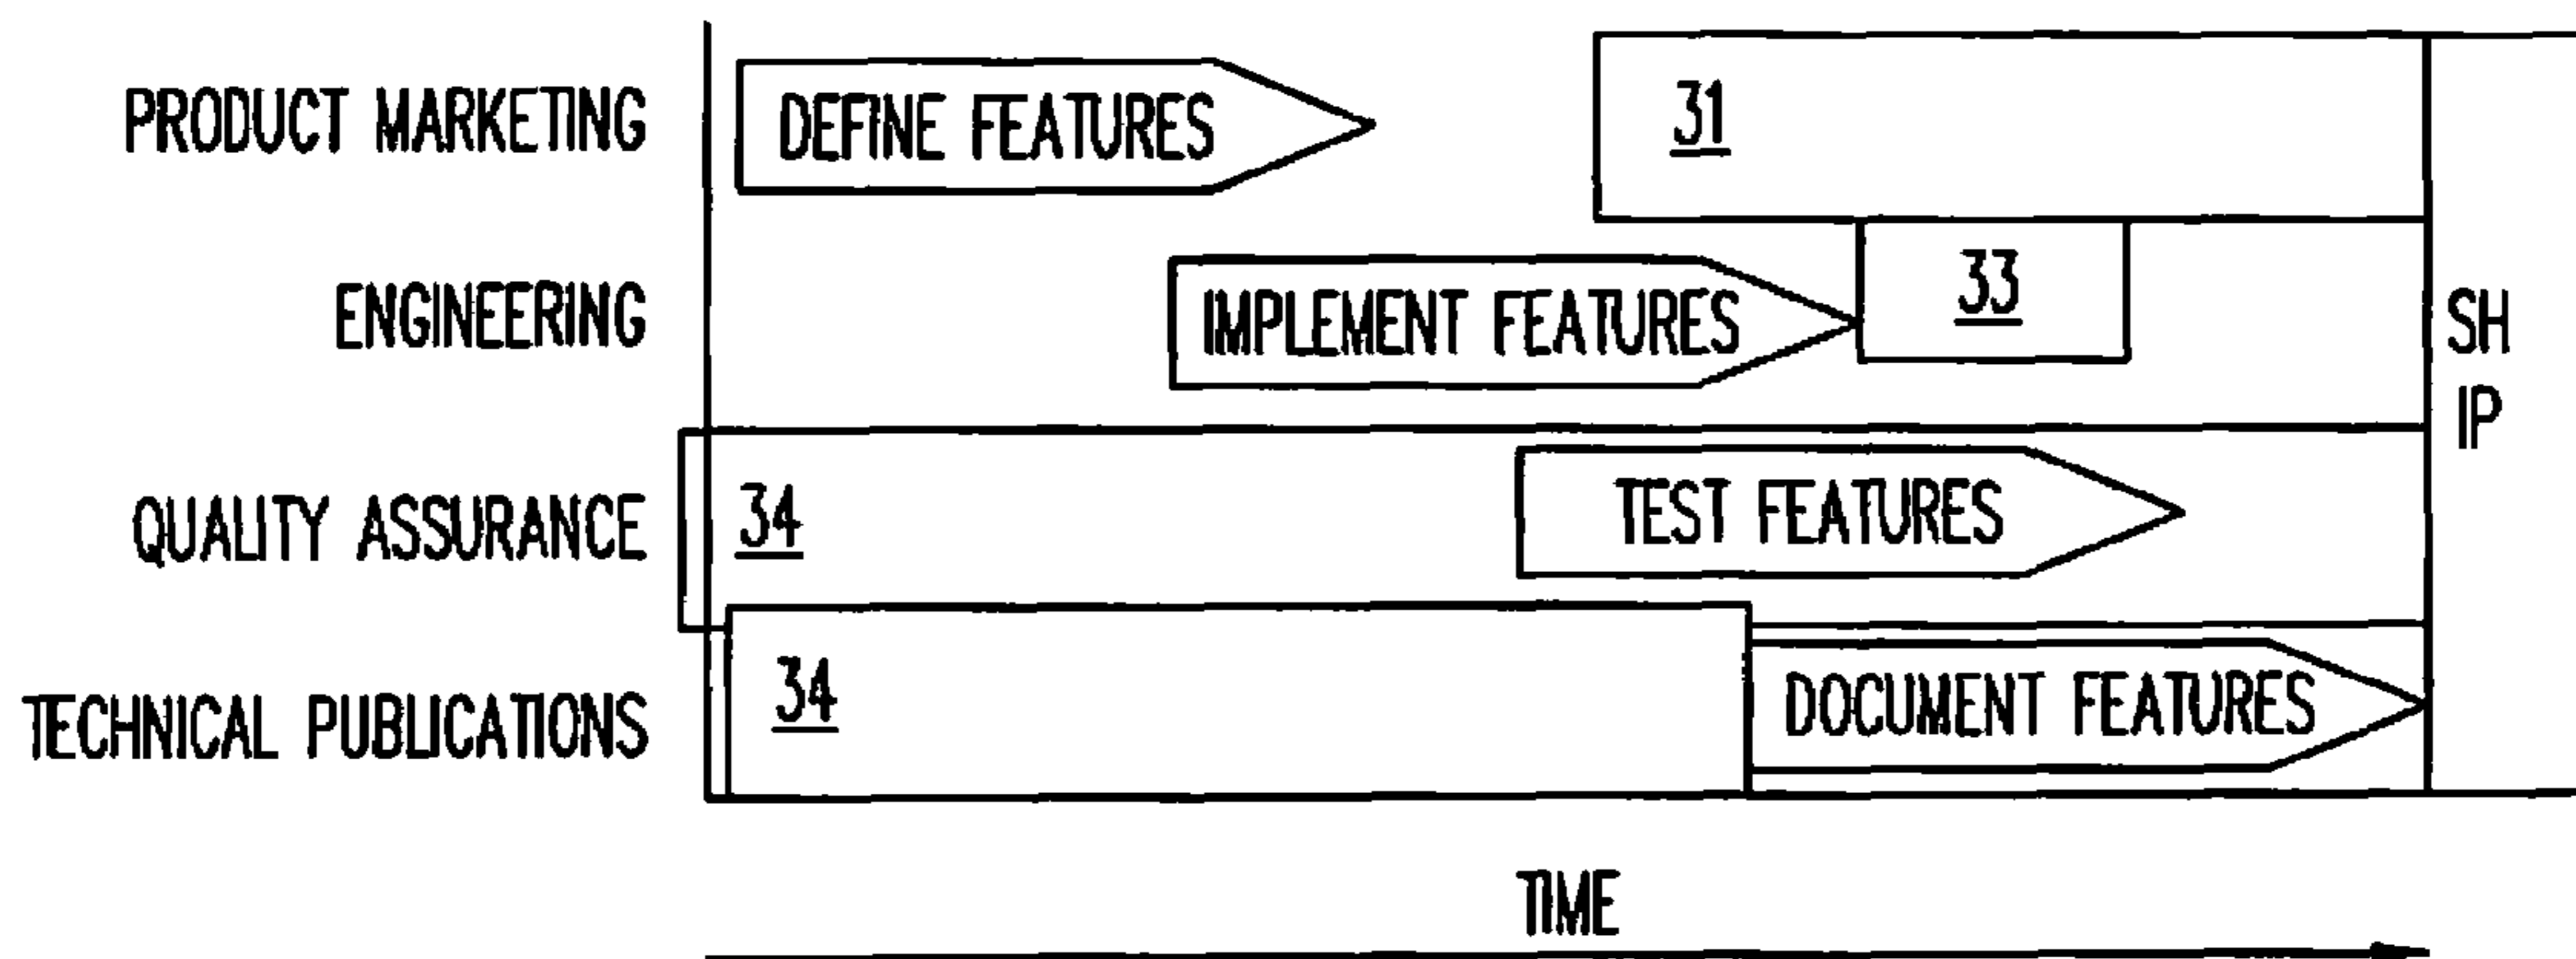 PRODUCT MARKETING
DEFINE FEATURES
31
ENGINEERING
IMPLEMENT FEATURES
33
SH
IP
QUALITY ASSURANCE
34
TEST FEATURES
TECHNICAL PUBLICATIONS
34
DOCUMENT FEATURES
TIME